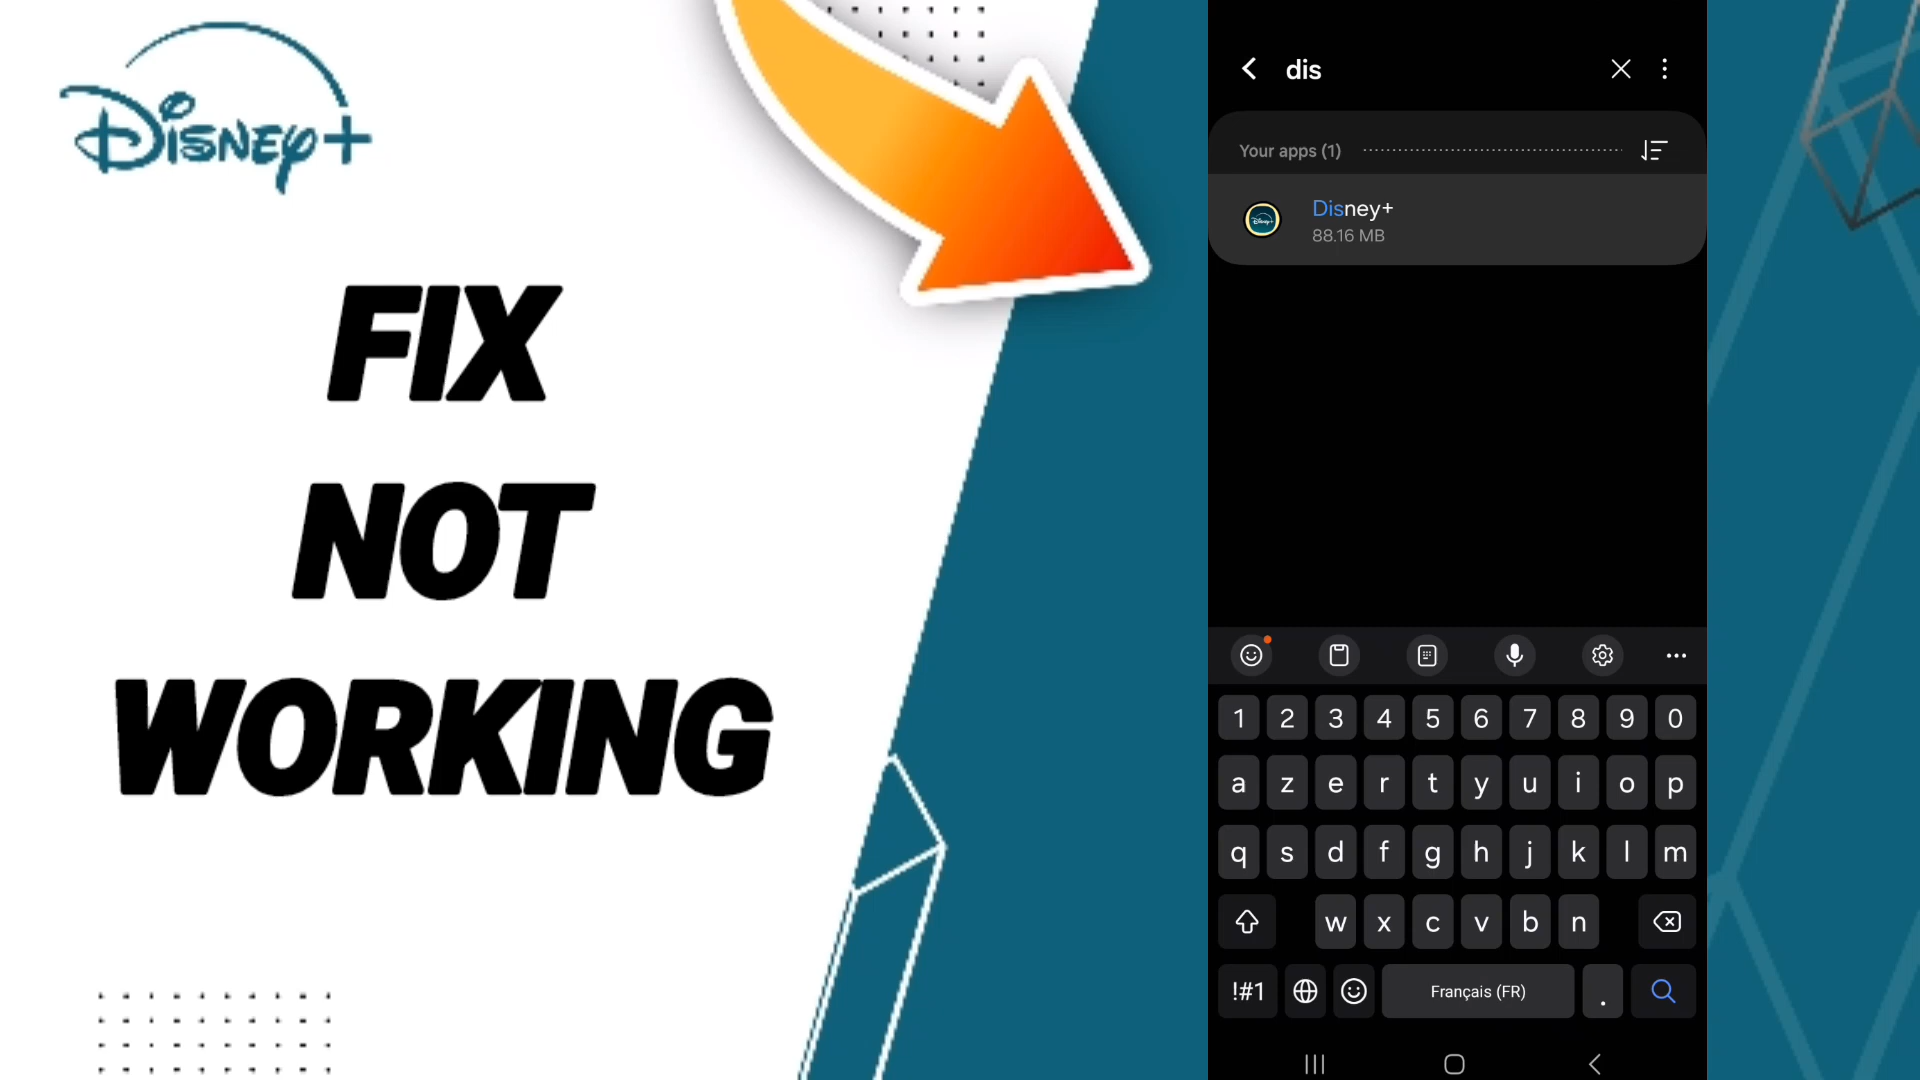 Disney+
FIX
NOT
WORKING
dis
Your apps (1)
Disney+
88.16 MB
1 2 3 4 5 6 7 8 9 0
a z e r t y u i o p
q s d f g h j k l m
w x c v b n
!#1 Français (FR) .